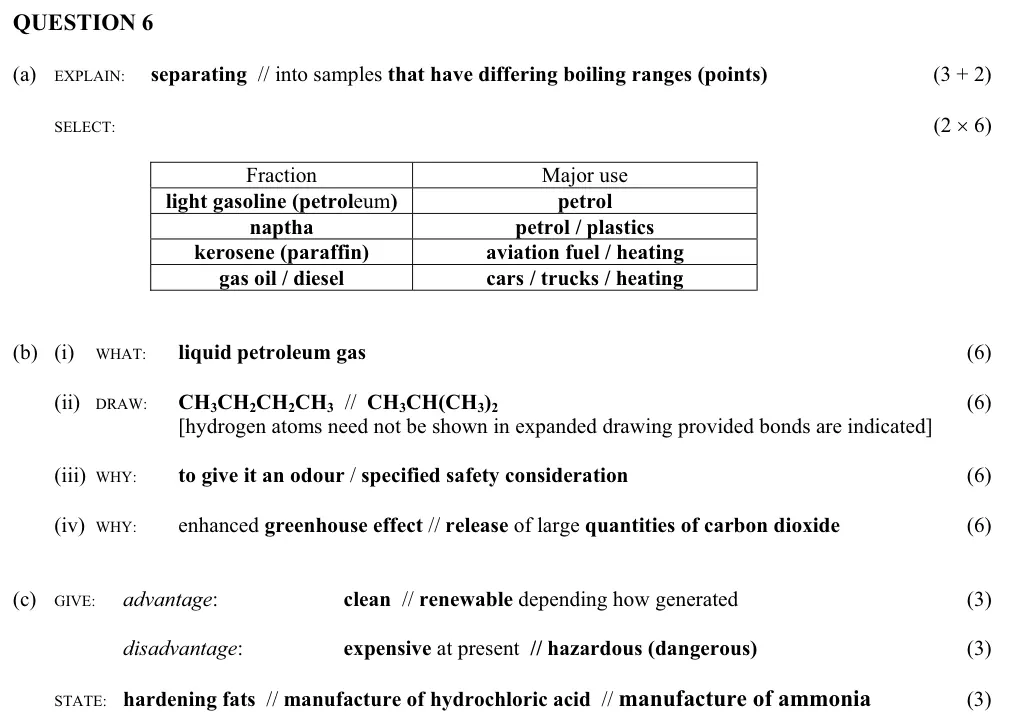 QUESTION 6
(a) EXPLAIN: separating // into samples that have differing boiling ranges (points) (3 + 2)
SELECT: (2 × 6)
Fraction Major use
light gasoline (petroleum) petrol
naptha petrol / plastics
kerosene (paraffin) aviation fuel / heating
gas oil / diesel cars / trucks / heating
(b) (i) WHAT: liquid petroleum gas (6)
(ii) DRAW: CH₃CH₂CH₂CH₃ // CH₃CH(CH₃)₂ (6)
[hydrogen atoms need not be shown in expanded drawing provided bonds are indicated]
(iii) WHY: to give it an odour / specified safety consideration (6)
(iv) WHY: enhanced greenhouse effect // release of large quantities of carbon dioxide (6)
(c) GIVE: advantage: clean // renewable depending how generated (3)
disadvantage: expensive at present // hazardous (dangerous) (3)
STATE: hardening fats // manufacture of hydrochloric acid // manufacture of ammonia (3)